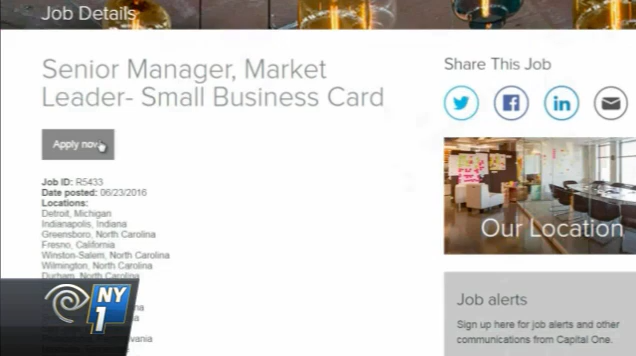 Job Details
Senior Manager, Market
Leader- Small Business Card
Apply now
Job ID: R5433
Date posted: 06/23/2016
Locations:
Detroit, Michigan
Indianapolis, Indiana
Greensboro, North Carolina
Fresno, California
Winston-Salem, North Carolina
Wilmington, North Carolina
Durham, North Carolina
Share This Job
in
Our Location
Job alerts
Sign up here for job alerts and other
communications from Capital One.
NY
1